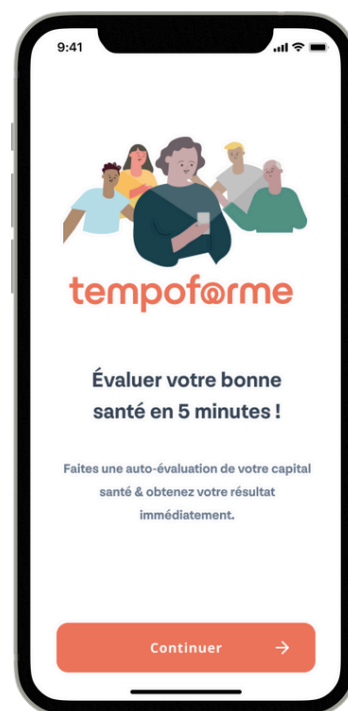 9:41
tempoforme
Évaluer votre bonne
santé en 5 minutes !
Faites une auto-évaluation de votre capital
santé & obtenez votre résultat
immédiatement.
Continuer